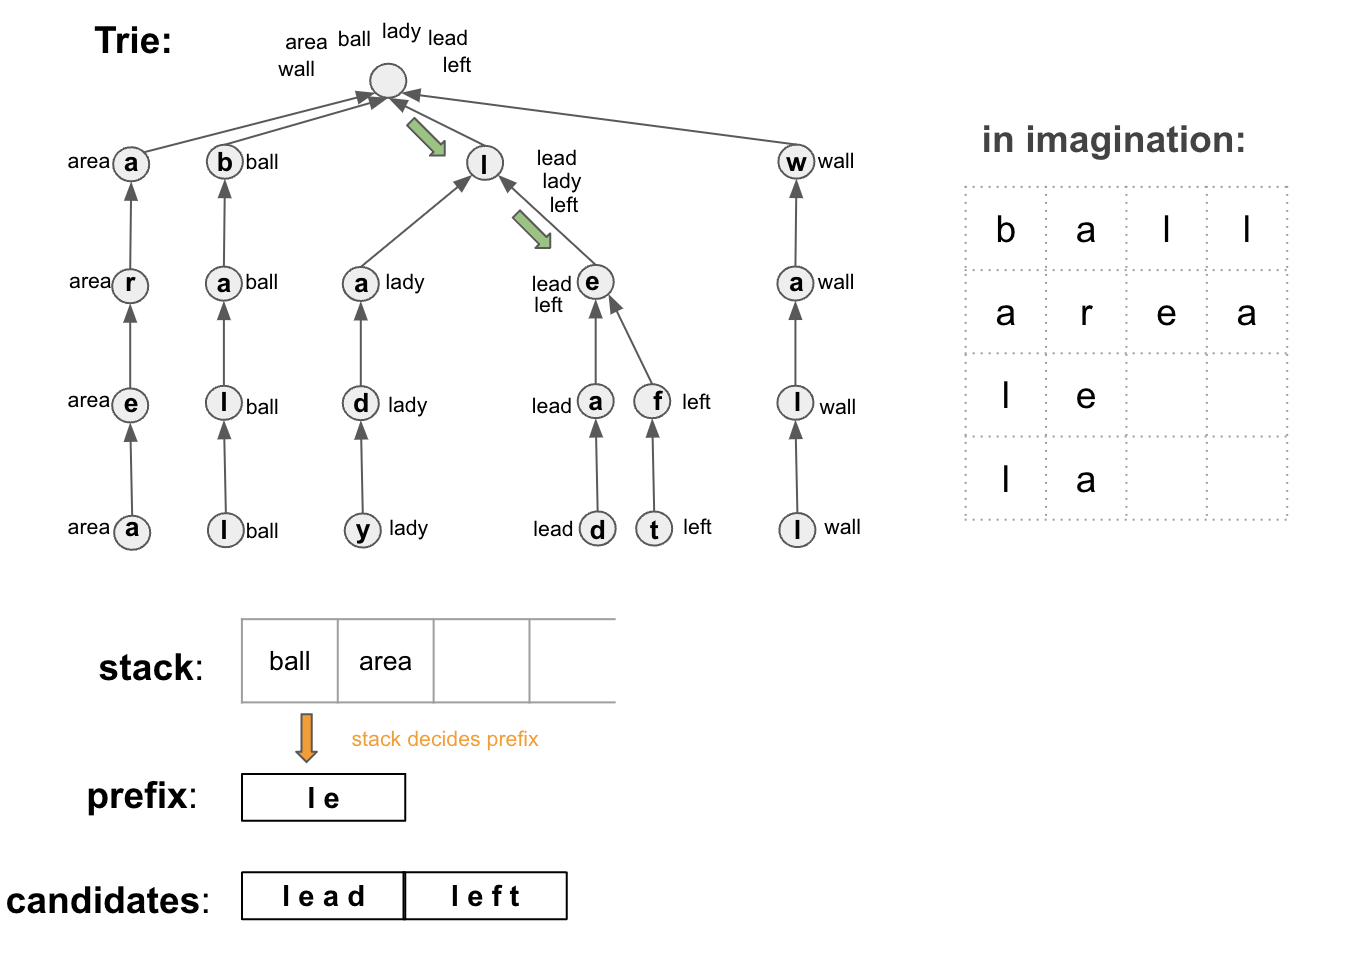 Trie:
area ball lady lead
wall left
area a b ball l lead w wall
lady
left
area r a ball a lady lead e a wall
left
area e l ball d lady lead a f left l wall
area a l ball y lady lead d t left l wall
in imagination:
b a l l
a r e a
l e
l a
stack: ball area
stack decides prefix
prefix: l e
candidates: l e a d l e f t